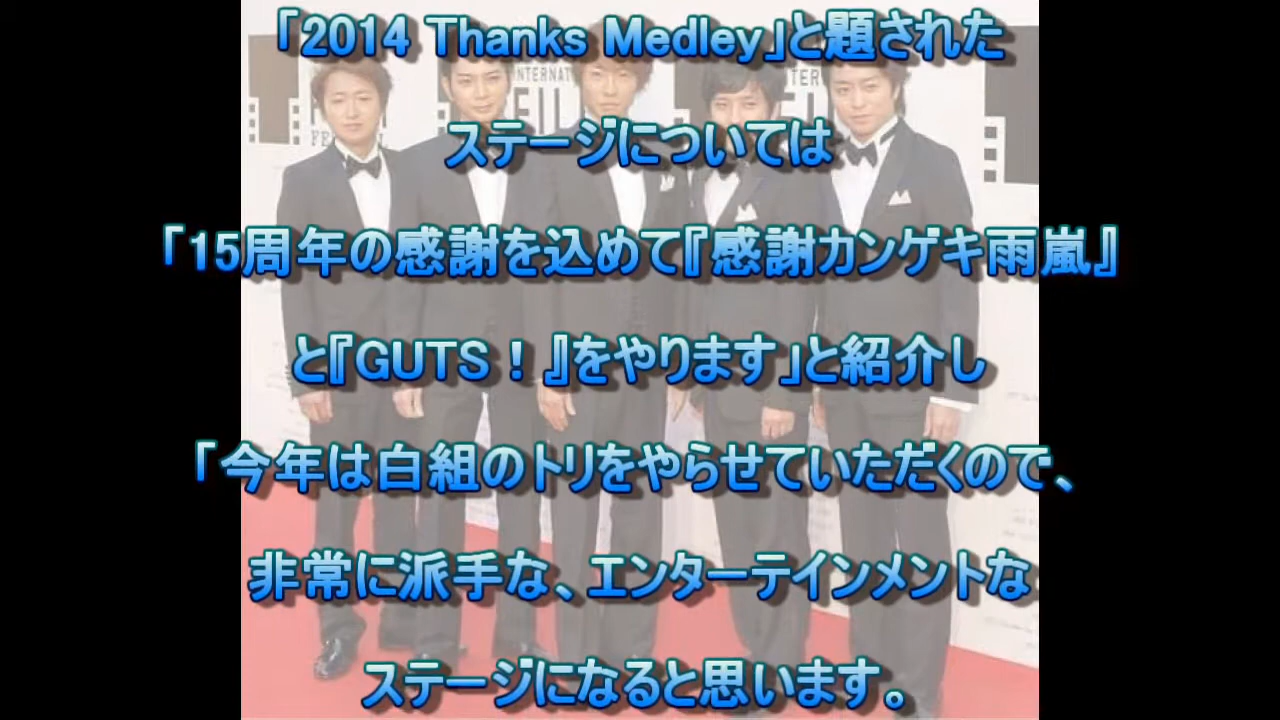 「2014 Thanks Medley」と題された
ステージについては
「15周年の感謝を込めて『感謝カンゲキ雨嵐』
と『GUTS！』をやります」と紹介し
「今年は白組のトリをやらせていただくので、
非常に派手な、エンターテインメントな
ステージになると思います。